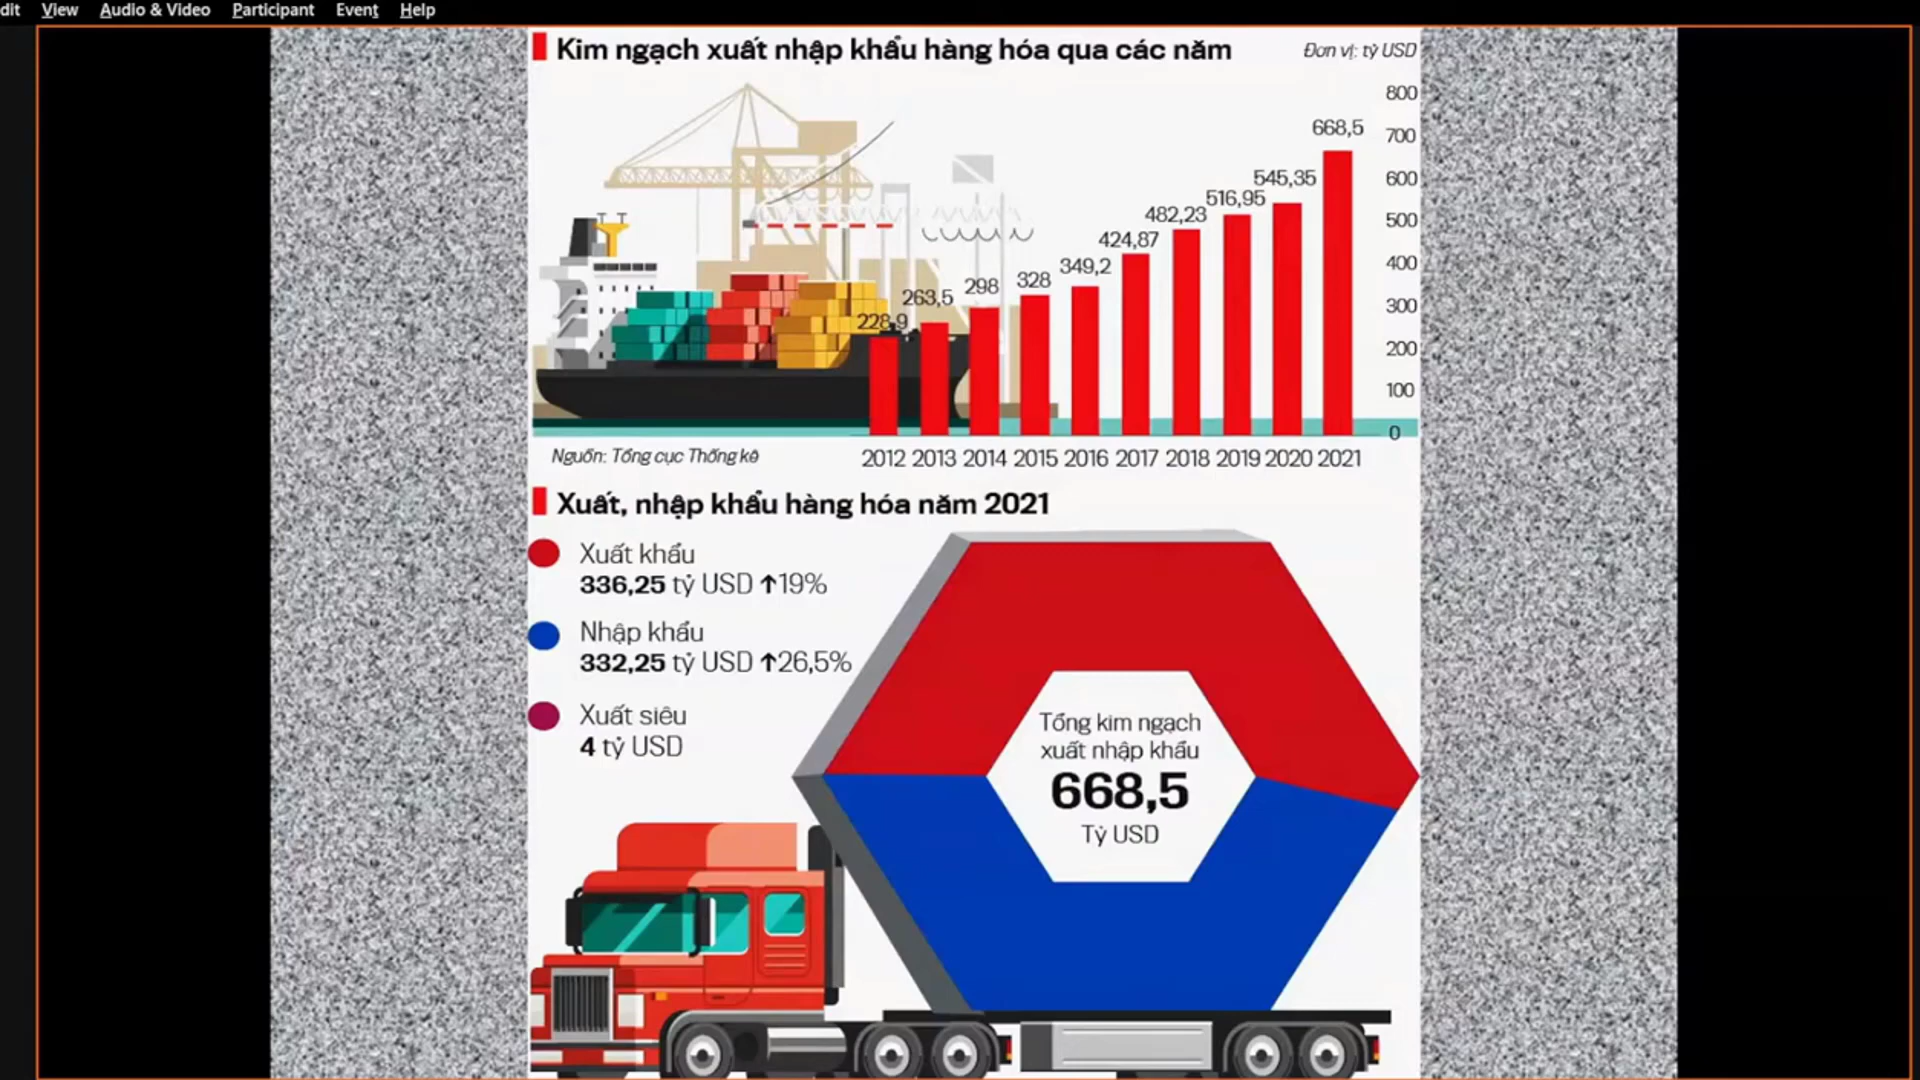 dit View Audio & Video Participant Event Help
Kim ngạch xuất nhập khẩu hàng hóa qua các năm
Đơn vị: tỷ USD
800
700
600
500
400
300
200
100
0
228,9
263,5
298
328
349,2
424,87
482,23
516,95
545,35
668,5
2012 2013 2014 2015 2016 2017 2018 2019 2020 2021
Nguồn: Tổng cục Thống kê
Xuất, nhập khẩu hàng hóa năm 2021
Xuất khẩu
336,25 tỷ USD ↑19%
Nhập khẩu
332,25 tỷ USD ↑26,5%
Xuất siêu
4 tỷ USD
Tổng kim ngạch
xuất nhập khẩu
668,5
Tỷ USD